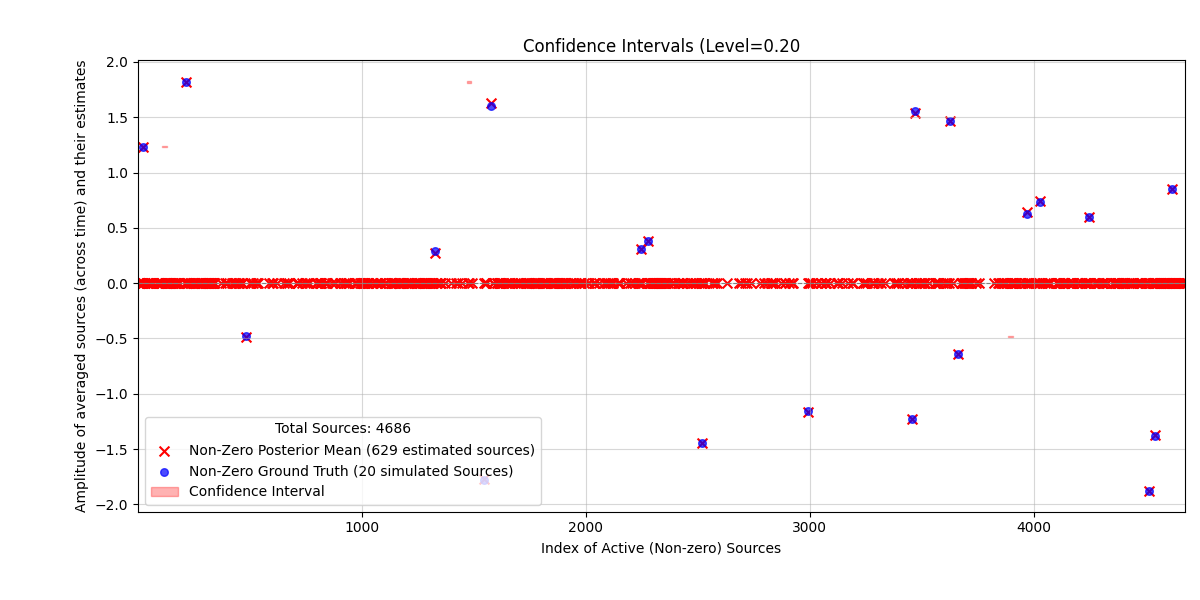 Confidence Intervals (Level=0.20
Amplitude of averaged sources (across time) and their estimates
2.0
1.5
1.0
0.5
0.0
−0.5
−1.0
−1.5
−2.0
Total Sources: 4686
Non-Zero Posterior Mean (629 estimated sources)
Non-Zero Ground Truth (20 simulated Sources)
Confidence Interval
1000
2000
3000
4000
Index of Active (Non-zero) Sources